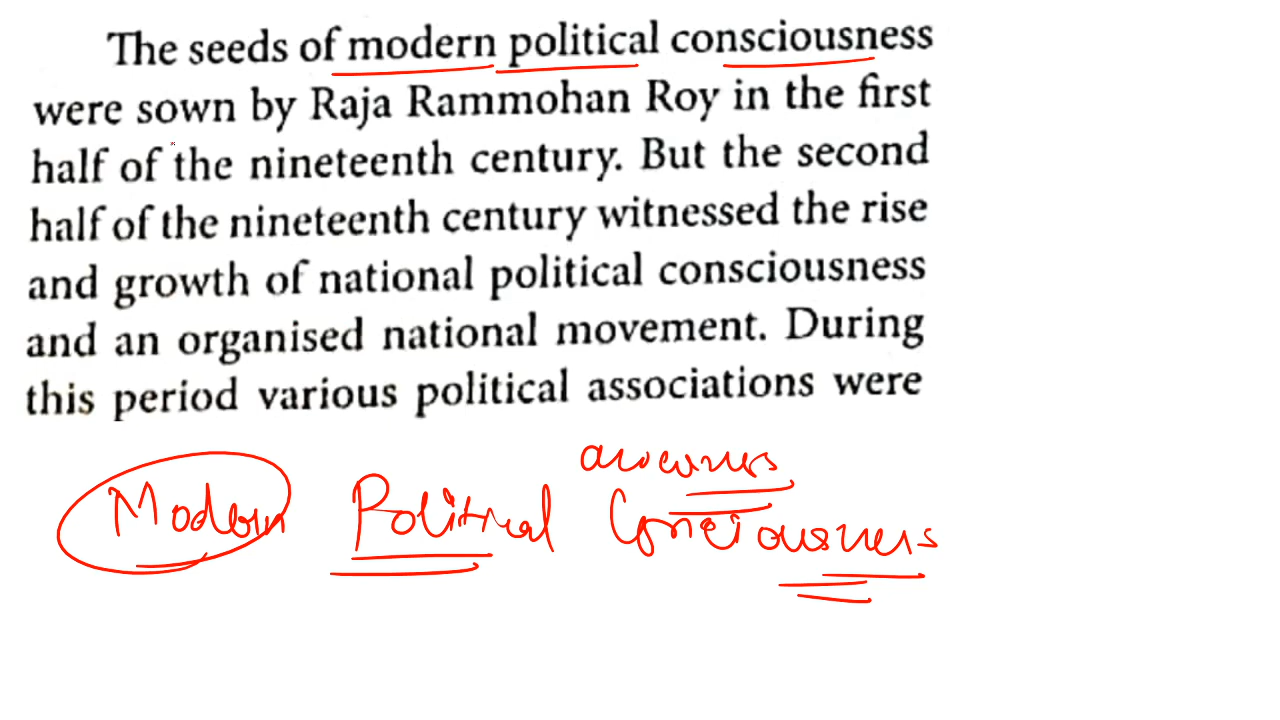 The seeds of modern political consciousness
were sown by Raja Rammohan Roy in the first
half of the nineteenth century. But the second
half of the nineteenth century witnessed the rise
and growth of national political consciousness
and an organised national movement. During
this period various political associations were
awareness
Modern Political Consciousness